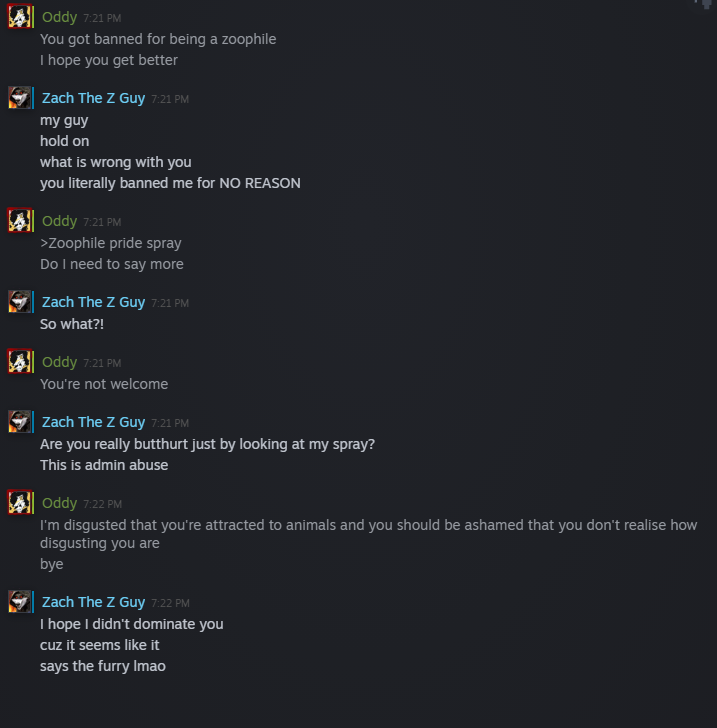 Oddy 7:21 PM
You got banned for being a zoophile
I hope you get better
Zach The Z Guy 7:21 PM
my guy
hold on
what is wrong with you
you literally banned me for NO REASON
Oddy 7:21 PM
>Zoophile pride spray
Do I need to say more
Zach The Z Guy 7:21 PM
So what?!
Oddy 7:21 PM
You're not welcome
Zach The Z Guy 7:21 PM
Are you really butthurt just by looking at my spray?
This is admin abuse
Oddy 7:22 PM
I'm disgusted that you're attracted to animals and you should be ashamed that you don't realise how
disgusting you are
bye
Zach The Z Guy 7:22 PM
I hope I didn't dominate you
cuz it seems like it
says the furry lmao